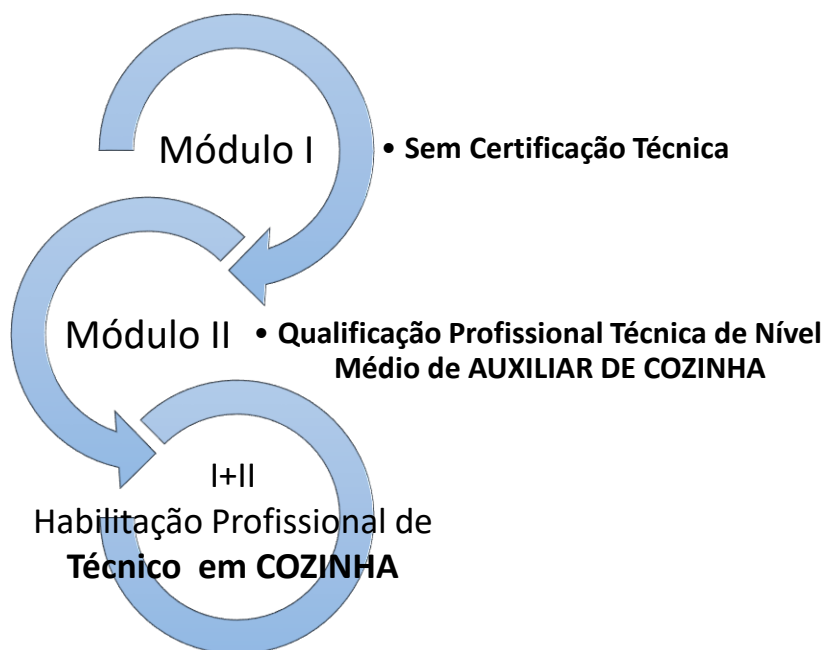 Módulo I
• Sem Certificação Técnica
Módulo II
• Qualificação Profissional Técnica de Nível
Médio de AUXILIAR DE COZINHA
I+II
Habilitação Profissional de
Técnico em COZINHA